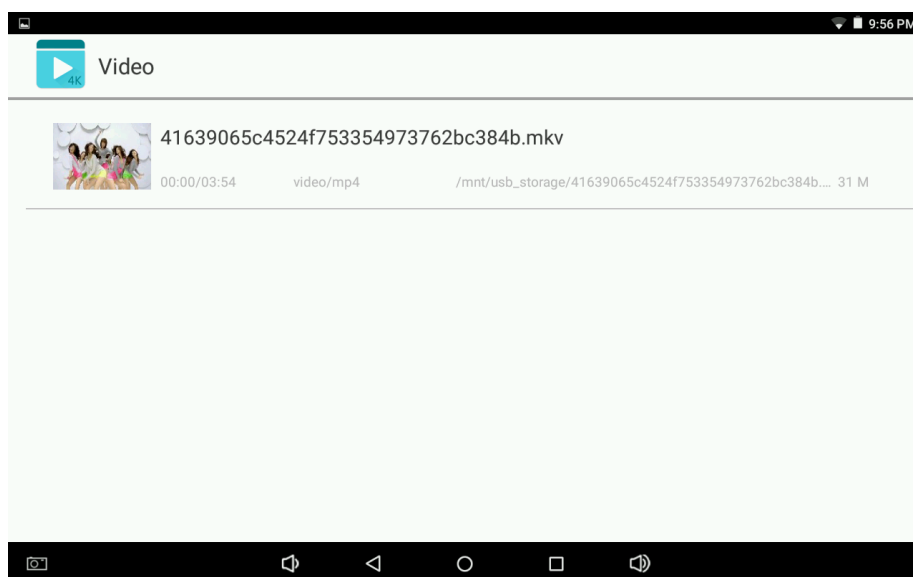 9:56 PM
4K
Video
41639065c4524f753354973762bc384b.mkv
00:00/03:54 video/mp4 /mnt/usb_storage/41639065c4524f753354973762bc384b.... 31 M